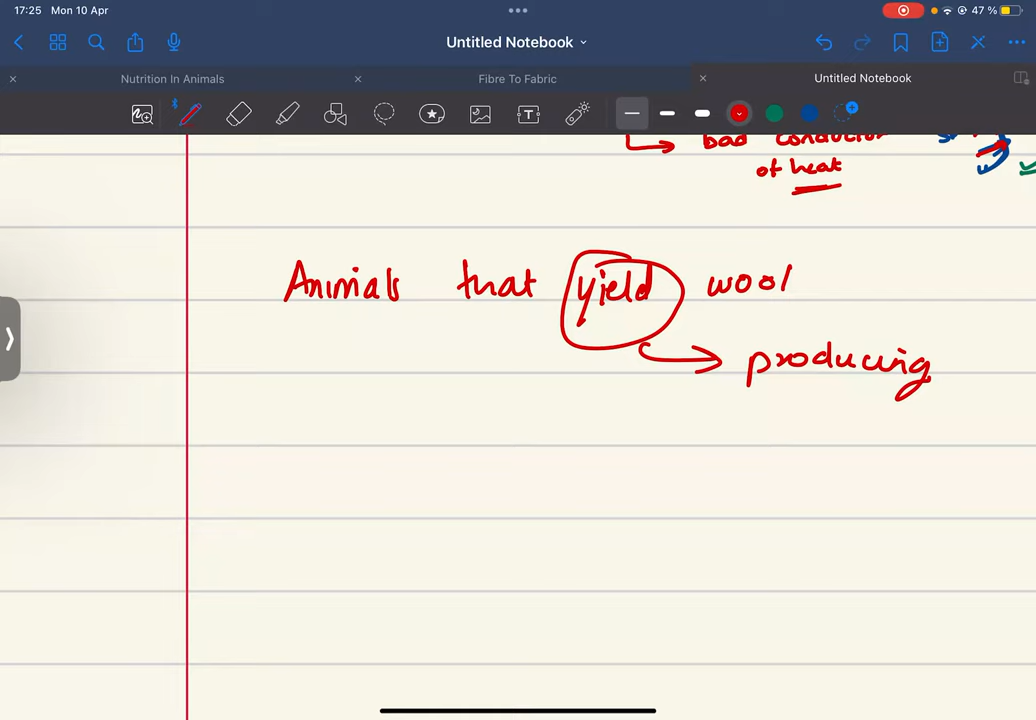 17:25 Mon 10 Apr
47 %
Untitled Notebook
Nutrition In Animals
Fibre To Fabric
Untitled Notebook
T
bad conductor
of heat
Animals that yield wool
producing